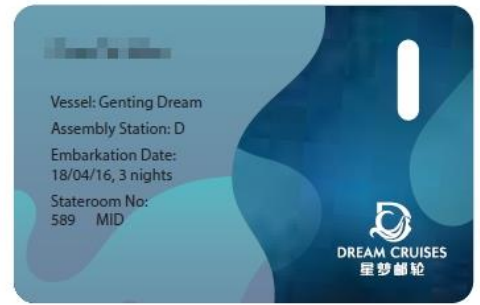 Vessel: Genting Dream
Assembly Station: D
Embarkation Date:
18/04/16, 3 nights
Stateroom No:
589 MID
DREAM CRUISES
星梦邮轮